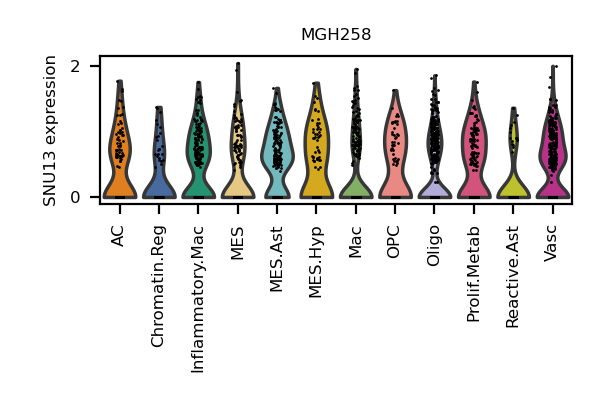 MGH258
SNU13 expression
2
0
AC
Chromatin.Reg
Inflammatory.Mac
MES
MES.Ast
MES.Hyp
Mac
OPC
Oligo
Prolif.Metab
Reactive.Ast
Vasc